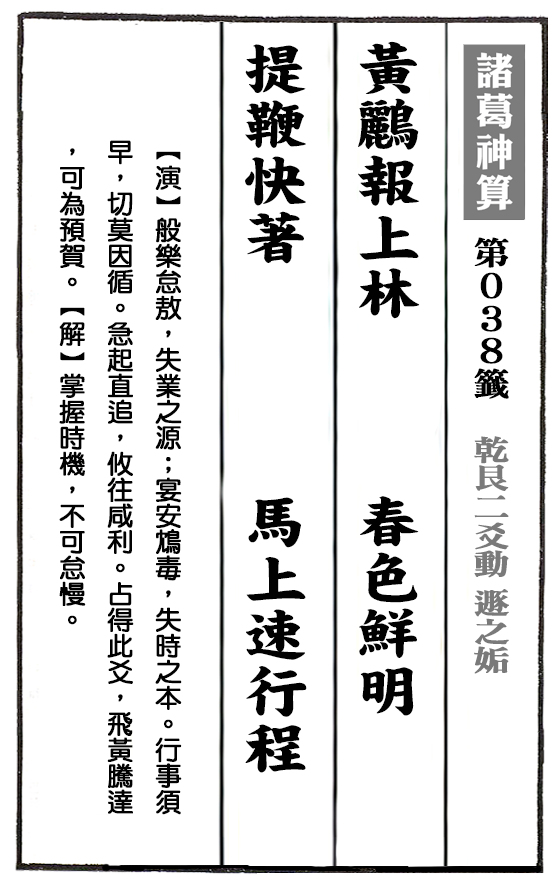 諸葛神算 第038籤 乾艮二爻動 遯之姤
黃鸝報上林 春色鮮明
提鞭快著 馬上速行程
【演】般樂怠敖，失業之源；宴安鴆毒，失時之本。行事須
早，切莫因循。急起直追，攸往咸利。占得此爻，飛黃騰達
，可為預賀。【解】掌握時機，不可怠慢。